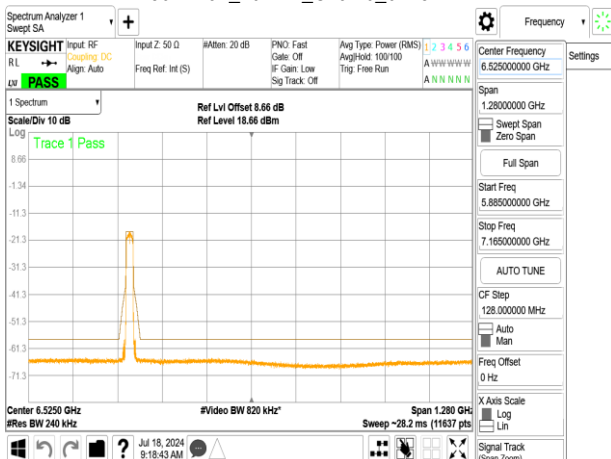 Spectrum Analyzer 1
Swept SA
Frequency
KEYSIGHT
RL
LXI PASS
Input: RF
Coupling: DC
Align: Auto
Input Z: 50 Ω
Freq Ref: Int (S)
#Atten: 20 dB
PNO: Fast
Gate: Off
IF Gain: Low
Sig Track: Off
Avg Type: Power (RMS)
Avg|Hold: 100/100
Trig: Free Run
1 2 3 4 5 6
A W W W W W
A N N N N N
1 Spectrum
Scale/Div 10 dB
Ref Lvl Offset 8.66 dB
Ref Level 18.66 dBm
Log
Trace 1 Pass
8.66
-1.34
-11.3
-21.3
-31.3
-41.3
-51.3
-61.3
-71.3
Center 6.5250 GHz
#Video BW 820 kHz*
Span 1.280 GHz
#Res BW 240 kHz
Sweep ~28.2 ms (11637 pts
?
Jul 18, 2024
9:18:43 AM
Center Frequency
6.525000000 GHz
Settings
Span
1.28000000 GHz
Swept Span
Zero Span
Full Span
Start Freq
5.885000000 GHz
Stop Freq
7.165000000 GHz
AUTO TUNE
CF Step
128.000000 MHz
Auto
Man
Freq Offset
0 Hz
X Axis Scale
Log
Lin
Signal Track
(Span Zoom)